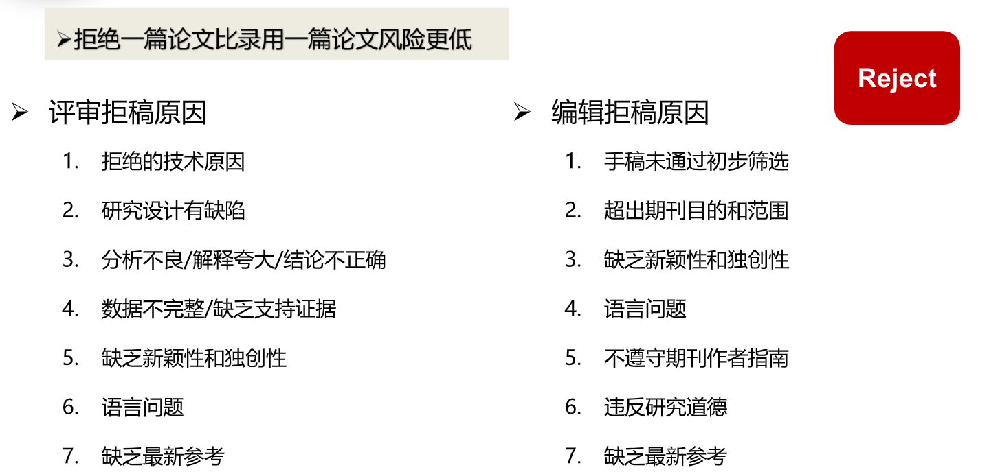 ➢拒绝一篇论文比录用一篇论文风险更低
Reject
➢ 评审拒稿原因
1. 拒绝的技术原因
2. 研究设计有缺陷
3. 分析不良/解释夸大/结论不正确
4. 数据不完整/缺乏支持证据
5. 缺乏新颖性和独创性
6. 语言问题
7. 缺乏最新参考
➢ 编辑拒稿原因
1. 手稿未通过初步筛选
2. 超出期刊目的和范围
3. 缺乏新颖性和独创性
4. 语言问题
5. 不遵守期刊作者指南
6. 违反研究道德
7. 缺乏最新参考